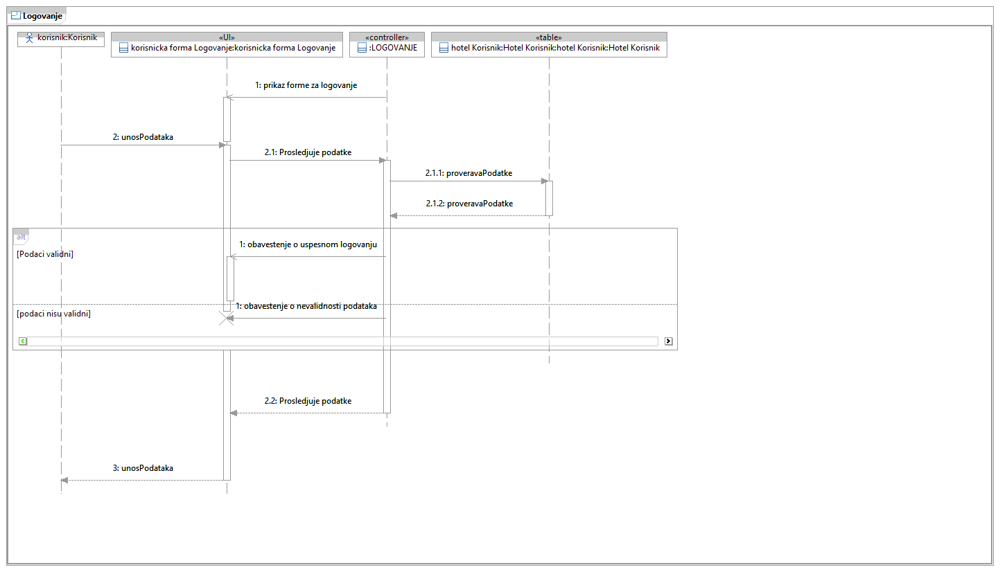 Logovanje
korisnik:Korisnik
«UI»
korisnicka forma Logovanje:korisnicka forma Logovanje
«controller»
:LOGOVANJE
«table»
hotel Korisnik:Hotel Korisnik:hotel Korisnik:Hotel Korisnik
1: prikaz forme za logovanje
2: unosPodataka
2.1: Prosledjuje podatke
2.1.1: proveravaPodatke
2.1.2: proveravaPodatke
alt
1: obavestenje o uspesnom logovanju
[Podaci validni]
1: obavestenje o nevalidnosti podataka
[podaci nisu validni]
2.2: Prosledjuje podatke
3: unosPodataka